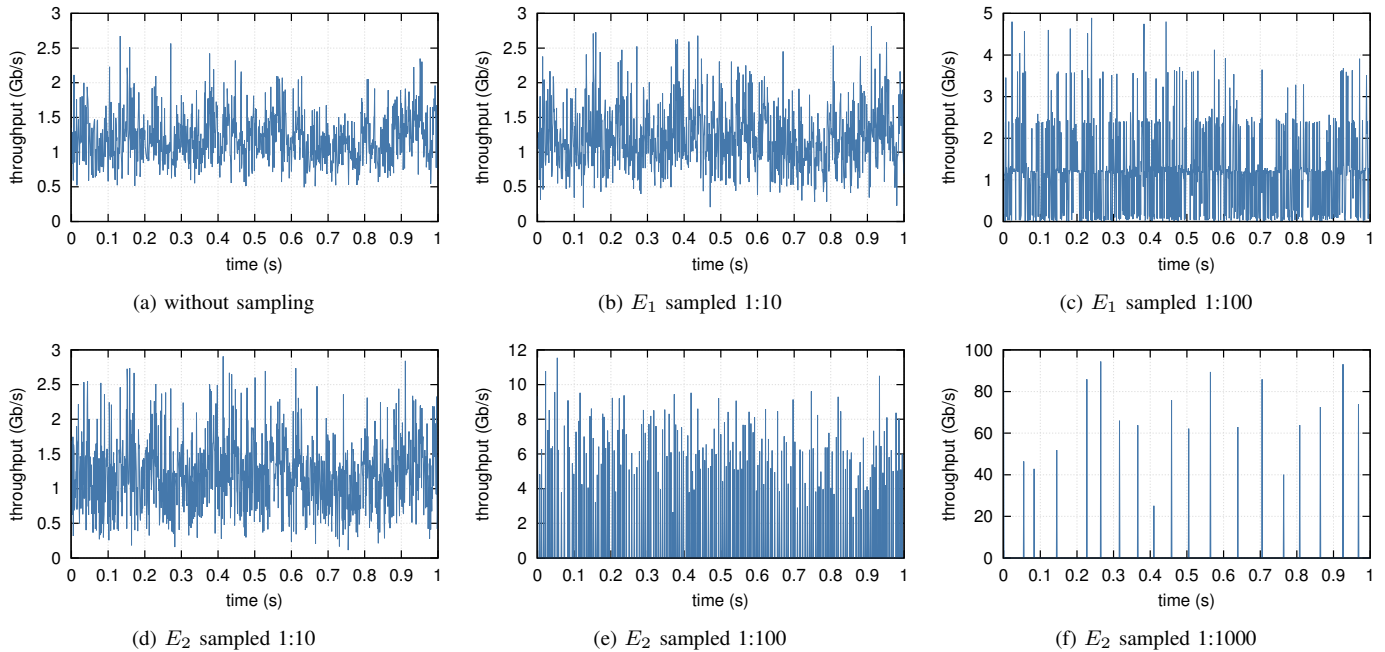 throughput (Gb/s)
3
2.5
2
1.5
1
0.5
0
0 0.1 0.2 0.3 0.4 0.5 0.6 0.7 0.8 0.9 1
time (s)
(a) without sampling
throughput (Gb/s)
3
2.5
2
1.5
1
0.5
0
0 0.1 0.2 0.3 0.4 0.5 0.6 0.7 0.8 0.9 1
time (s)
(b) E₁ sampled 1:10
throughput (Gb/s)
5
4
3
2
1
0
0 0.1 0.2 0.3 0.4 0.5 0.6 0.7 0.8 0.9 1
time (s)
(c) E₁ sampled 1:100
throughput (Gb/s)
3
2.5
2
1.5
1
0.5
0
0 0.1 0.2 0.3 0.4 0.5 0.6 0.7 0.8 0.9 1
time (s)
(d) E₂ sampled 1:10
throughput (Gb/s)
12
10
8
6
4
2
0
0 0.1 0.2 0.3 0.4 0.5 0.6 0.7 0.8 0.9 1
time (s)
(e) E₂ sampled 1:100
throughput (Gb/s)
100
80
60
40
20
0
0 0.1 0.2 0.3 0.4 0.5 0.6 0.7 0.8 0.9 1
time (s)
(f) E₂ sampled 1:1000